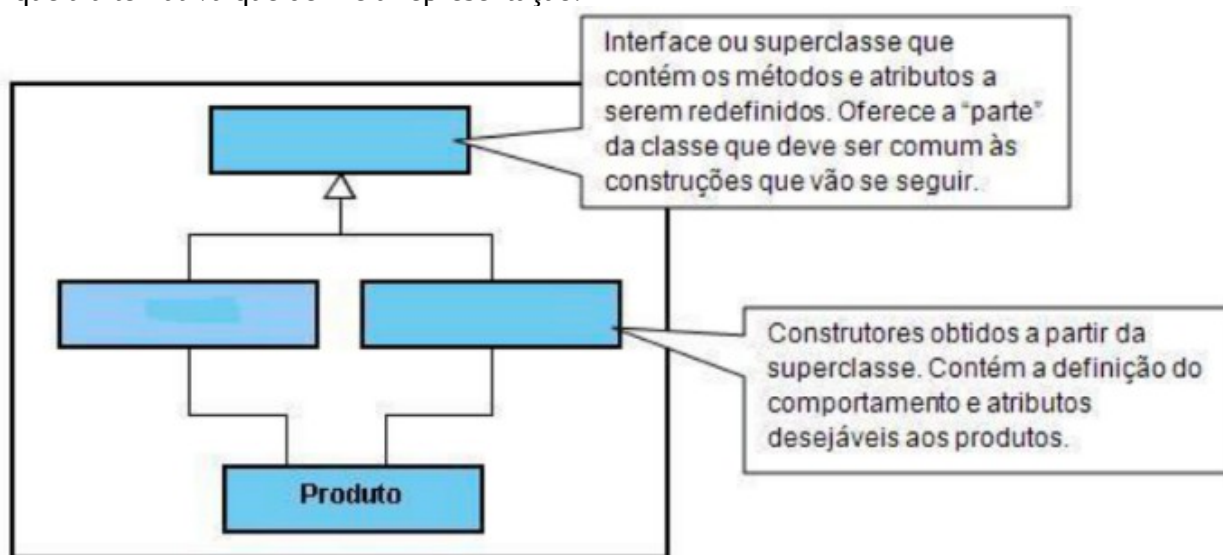 Interface ou superclasse que
contém os métodos e atributos a
serem redefinidos. Oferece a “parte”
da classe que deve ser comum às
construções que vão se seguir.
Construtores obtidos a partir da
superclasse. Contém a definição do
comportamento e atributos
desejáveis aos produtos.
Produto